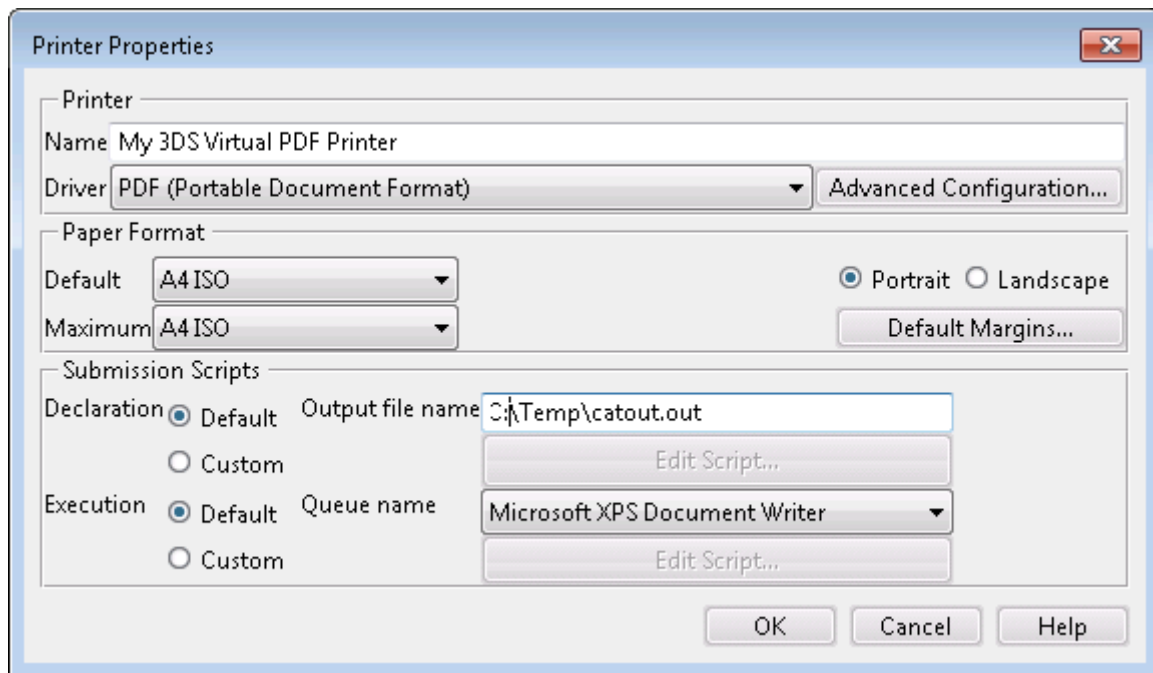 Printer Properties
Printer
Name My 3DS Virtual PDF Printer
Driver PDF (Portable Document Format) Advanced Configuration...
Paper Format
Default A4 ISO Portrait Landscape
Maximum A4 ISO Default Margins...
Submission Scripts
Declaration Default Output file name C:\Temp\catout.out
Custom Edit Script...
Execution Default Queue name Microsoft XPS Document Writer
Custom Edit Script...
OK Cancel Help